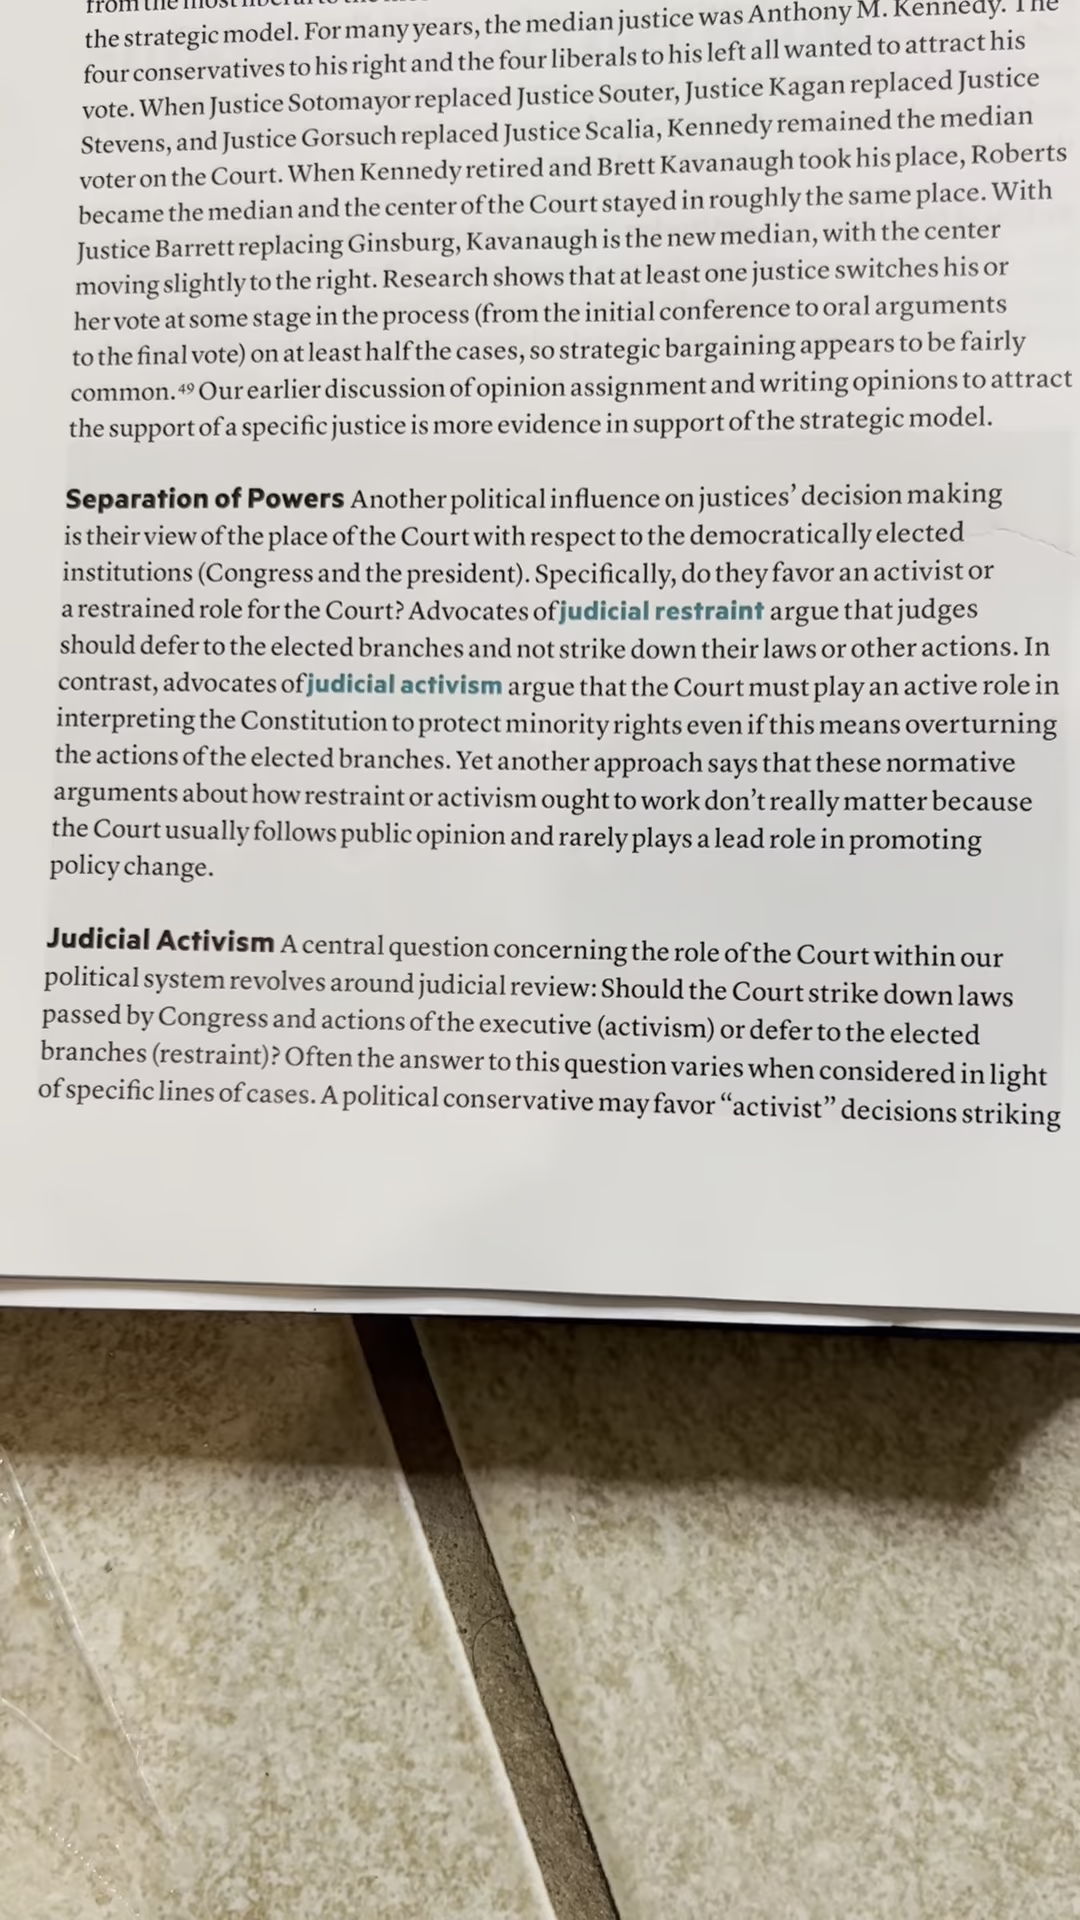 the strategic model. For many years, the median justice was Anthony M. Kennedy. The
four conservatives to his right and the four liberals to his left all wanted to attract his
vote. When Justice Sotomayor replaced Justice Souter, Justice Kagan replaced Justice
Stevens, and Justice Gorsuch replaced Justice Scalia, Kennedy remained the median
voter on the Court. When Kennedy retired and Brett Kavanaugh took his place, Roberts
became the median and the center of the Court stayed in roughly the same place. With
Justice Barrett replacing Ginsburg, Kavanaugh is the new median, with the center
moving slightly to the right. Research shows that at least one justice switches his or
her vote at some stage in the process (from the initial conference to oral arguments
to the final vote) on at least half the cases, so strategic bargaining appears to be fairly
common.⁴⁹ Our earlier discussion of opinion assignment and writing opinions to attract
the support of a specific justice is more evidence in support of the strategic model.
Separation of Powers Another political influence on justices’ decision making
is their view of the place of the Court with respect to the democratically elected
institutions (Congress and the president). Specifically, do they favor an activist or
a restrained role for the Court? Advocates of judicial restraint argue that judges
should defer to the elected branches and not strike down their laws or other actions. In
contrast, advocates of judicial activism argue that the Court must play an active role in
interpreting the Constitution to protect minority rights even if this means overturning
the actions of the elected branches. Yet another approach says that these normative
arguments about how restraint or activism ought to work don’t really matter because
the Court usually follows public opinion and rarely plays a lead role in promoting
policy change.
Judicial Activism A central question concerning the role of the Court within our
political system revolves around judicial review: Should the Court strike down laws
passed by Congress and actions of the executive (activism) or defer to the elected
branches (restraint)? Often the answer to this question varies when considered in light
of specific lines of cases. A political conservative may favor “activist” decisions striking